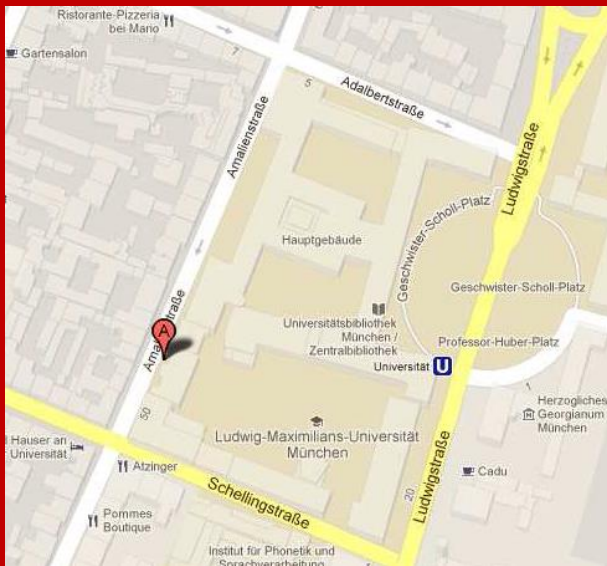 Ristorante-Pizzeria
bei Mario
Gartensalon
7
5
Adalbertstraße
Amalienstraße
Ludwigstraße
Geschwister-Scholl-Platz
Hauptgebäude
Geschwister-Scholl-Platz
A
Universitätsbibliothek
München /
Zentralbibliothek
Professor-Huber-Platz
Universität
U
1
Herzogliches
Georgianum
München
50
Ludwig-Maximilians-Universität
München
Hauser an
Universität
Atzinger
Schellingstraße
20
Ludwigstraße
Cadu
Pommes
Boutique
Institut für Phonetik und
Sprachverarbeitung